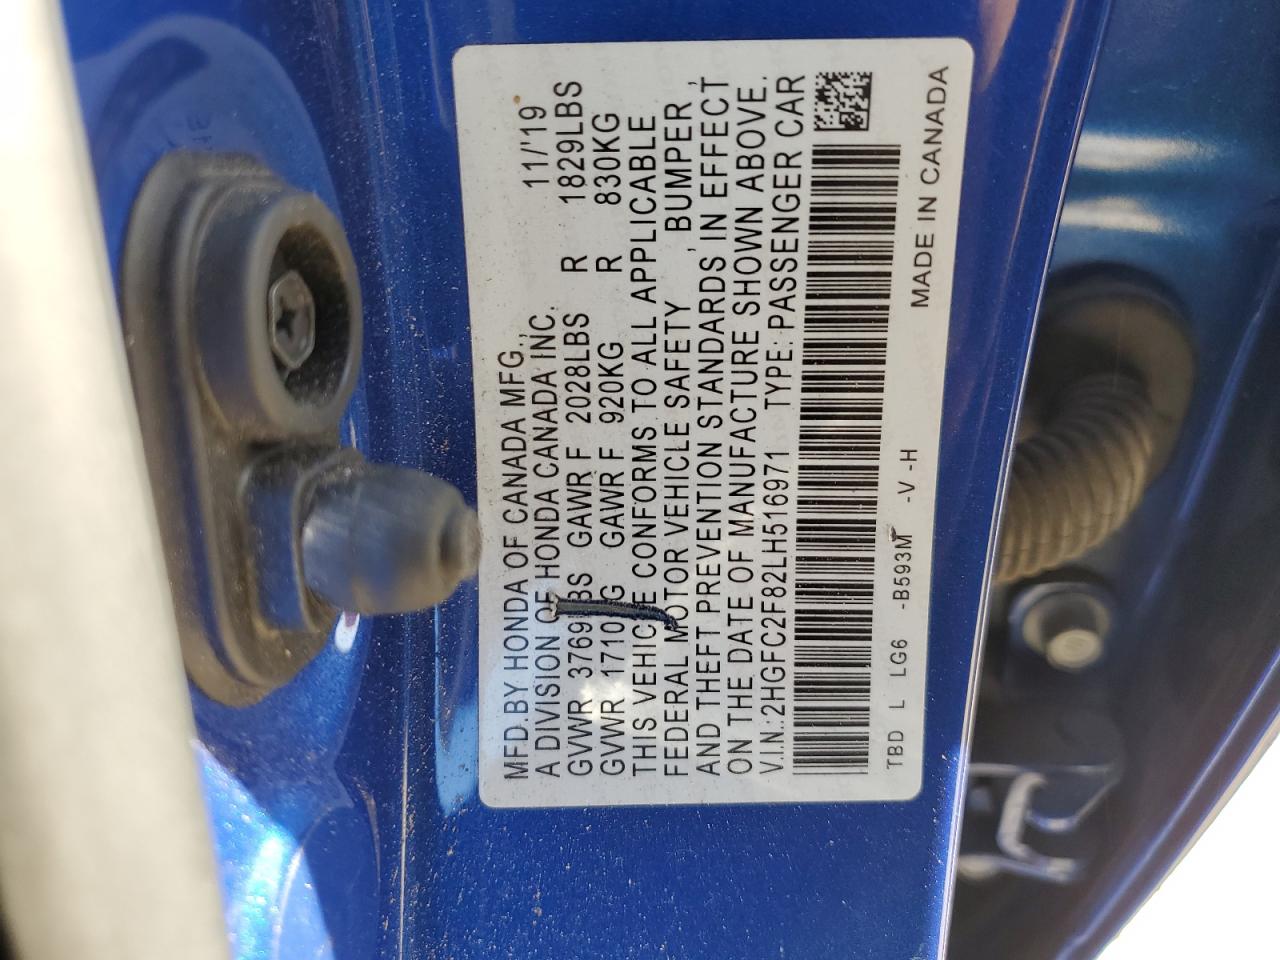 MFD. BY HONDA OF CANADA MFG., 11/'19
A DIVISION OF HONDA CANADA INC.
GVWR 3769LBS GAWR F 2028LBS R 1829LBS
GVWR 1710KG GAWR F 920KG R 830KG
THIS VEHICLE CONFORMS TO ALL APPLICABLE
FEDERAL MOTOR VEHICLE SAFETY , BUMPER ,
AND THEFT PREVENTION STANDARDS IN EFFECT
ON THE DATE OF MANUFACTURE SHOWN ABOVE.
V.I.N.: 2HGFC2F82LH516971 TYPE: PASSENGER CAR
TBD L LG6 -B593M -V -H MADE IN CANADA